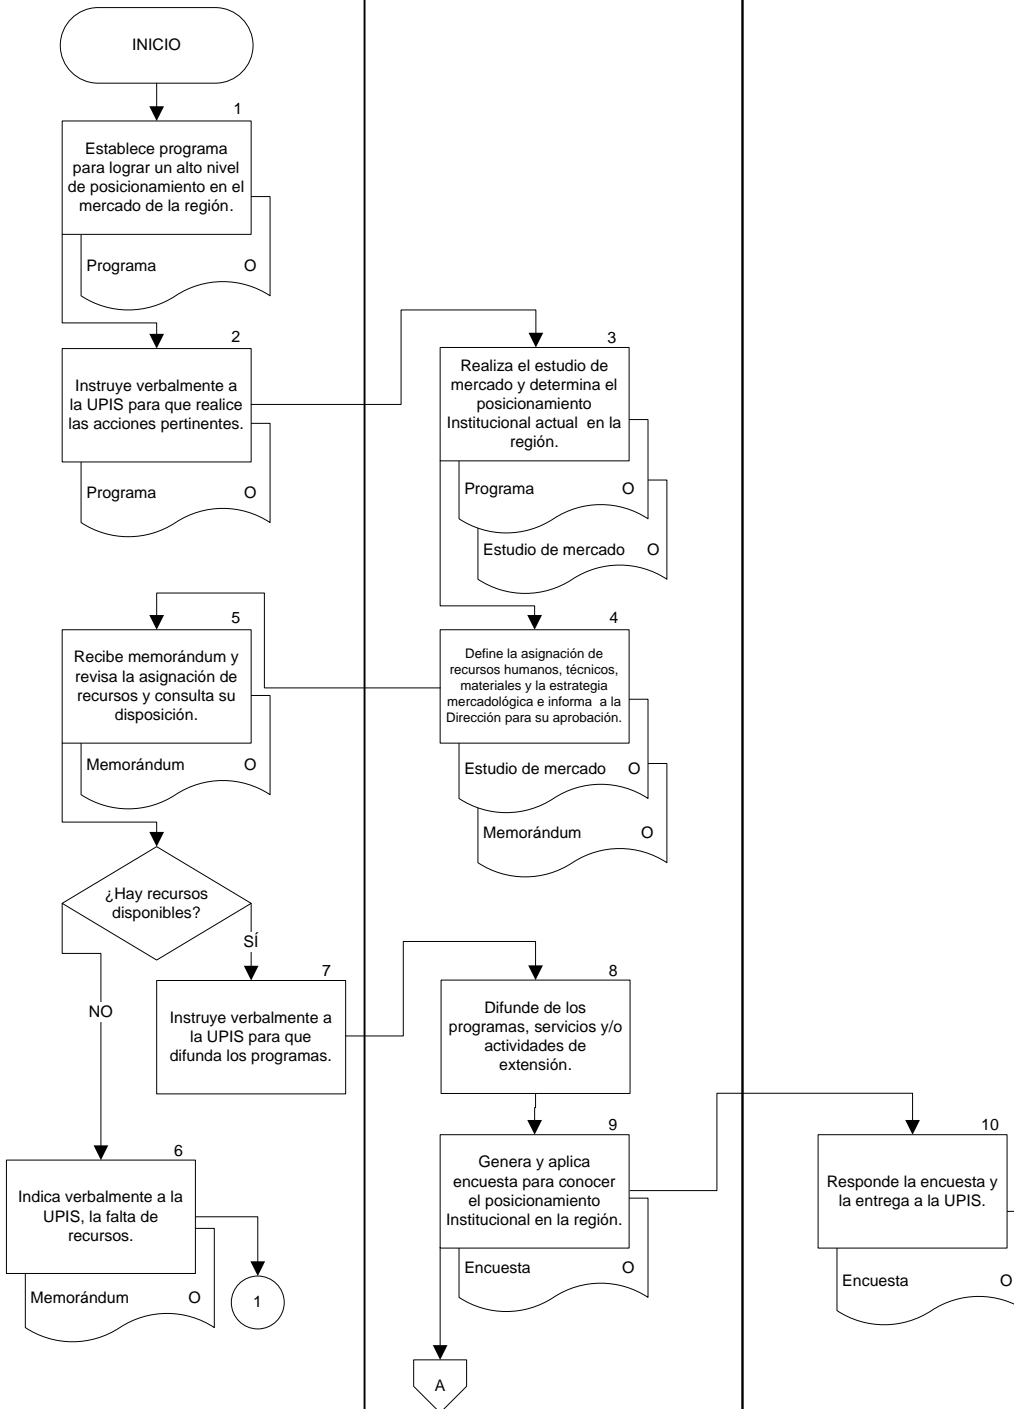 INICIO
1
Establece programa
para lograr un alto nivel
de posicionamiento en el
mercado de la región.
Programa O
2
Instruye verbalmente a
la UPIS para que realice
las acciones pertinentes.
Programa O
3
Realiza el estudio de
mercado y determina el
posicionamiento
Institucional actual en la
región.
Programa O
Estudio de mercado O
4
Define la asignación de
recursos humanos, técnicos,
materiales y la estrategia
mercadológica e informa a la
Dirección para su aprobación.
Estudio de mercado O
Memorándum O
5
Recibe memorándum y
revisa la asignación de
recursos y consulta su
disposición.
Memorándum O
¿Hay recursos
disponibles?
SÍ
NO
7
Instruye verbalmente a
la UPIS para que
difunda los programas.
8
Difunde de los
programas, servicios y/o
actividades de
extensión.
6
Indica verbalmente a la
UPIS, la falta de
recursos.
Memorándum O
1
9
Genera y aplica
encuesta para conocer
el posicionamiento
Institucional en la región.
Encuesta O
A
10
Responde la encuesta y
la entrega a la UPIS.
Encuesta O